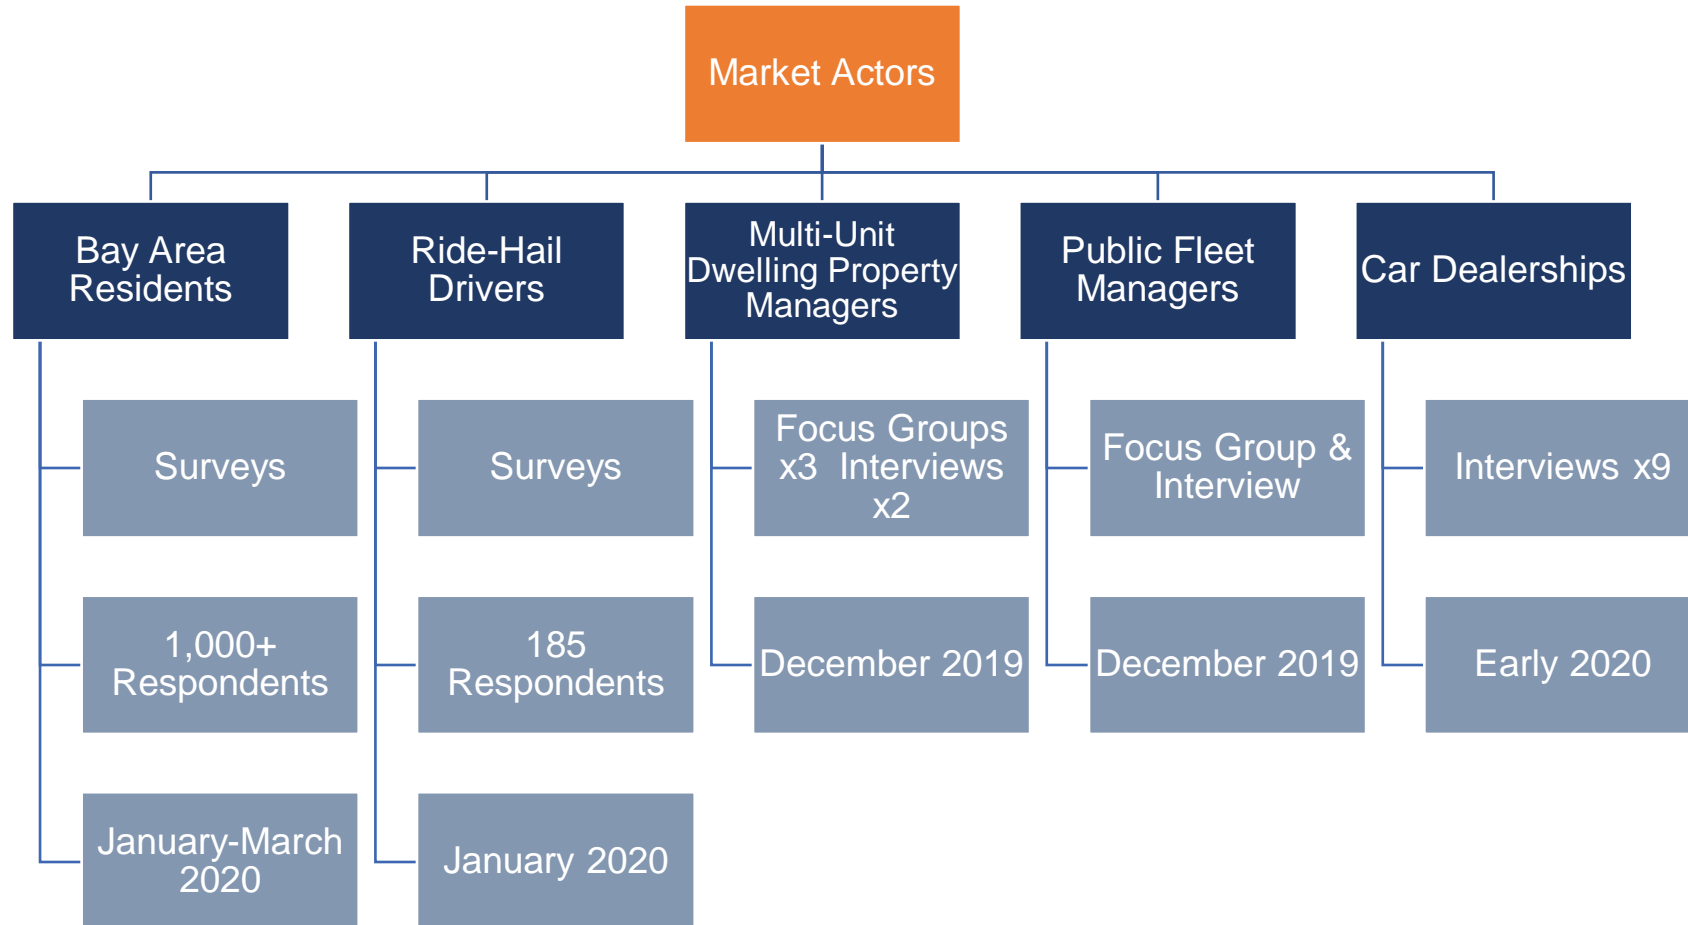 Market Actors
Bay Area
Residents
Ride-Hail
Drivers
Multi-Unit
Dwelling Property
Managers
Public Fleet
Managers
Car Dealerships
Surveys
Surveys
Focus Groups
x3  Interviews
x2
Focus Group &
Interview
Interviews x9
1,000+
Respondents
185
Respondents
December 2019
December 2019
Early 2020
January-March
2020
January 2020